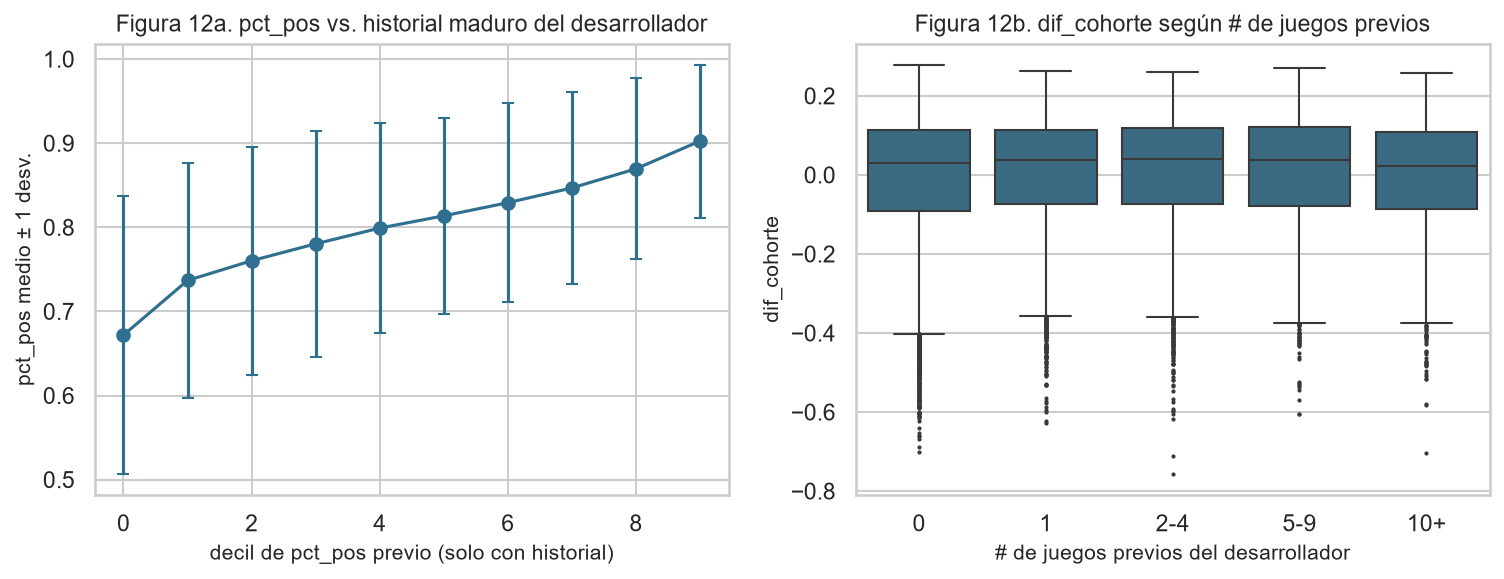 Figura 12a. pct_pos vs. historial maduro del desarrollador
pct_pos medio ± 1 desv.
1.0
0.9
0.8
0.7
0.6
0.5
0 2 4 6 8
decil de pct_pos previo (solo con historial)
Figura 12b. dif_cohorte según # de juegos previos
dif_cohorte
0.2
0.0
−0.2
−0.4
−0.6
−0.8
0 1 2-4 5-9 10+
# de juegos previos del desarrollador